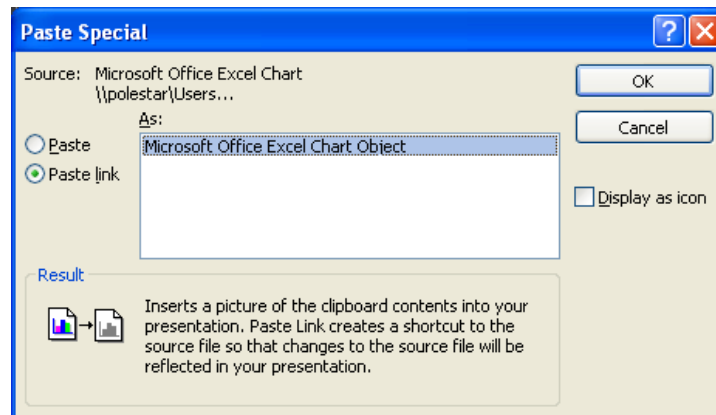 Paste Special
Source: Microsoft Office Excel Chart
\\polestar\Users...
OK
Cancel
As:
Paste
Paste link
Microsoft Office Excel Chart Object
Display as icon
Result
Inserts a picture of the clipboard contents into your
presentation. Paste Link creates a shortcut to the
source file so that changes to the source file will be
reflected in your presentation.